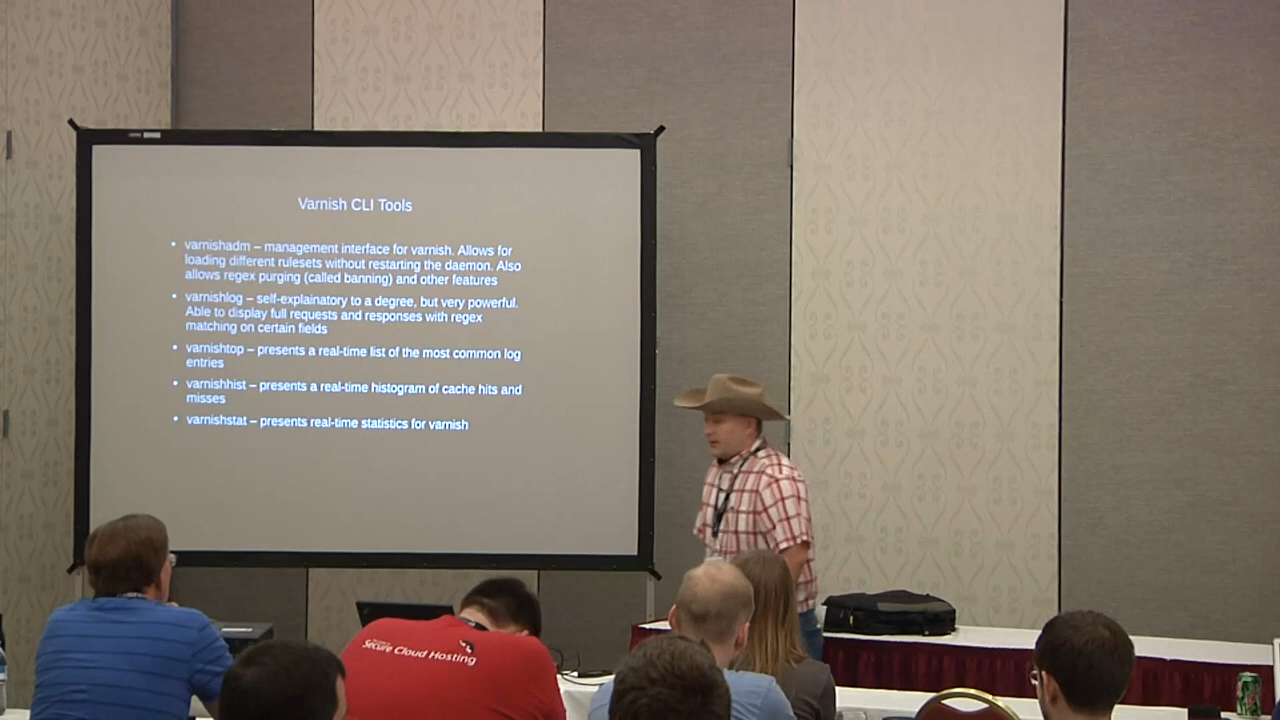 Varnish CLI Tools
• varnishadm – management interface for varnish. Allows for
loading different rulesets without restarting the daemon. Also
allows regex purging (called banning) and other features
• varnishlog – self-explainatory to a degree, but very powerful.
Able to display full requests and responses with regex
matching on certain fields
• varnishtop – presents a real-time list of the most common log
entries
• varnishhist – presents a real-time histogram of cache hits and
misses
• varnishstat – presents real-time statistics for varnish
Secure Cloud Hosting